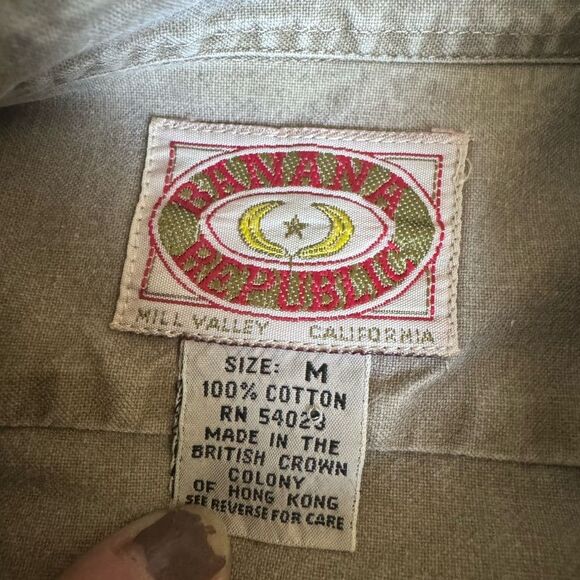 BANANA
REPUBLIC
MILL VALLEY CALIFORNIA
SIZE: M
100% COTTON
RN 54023
MADE IN THE
BRITISH CROWN
COLONY
OF HONG KONG
SEE REVERSE FOR CARE